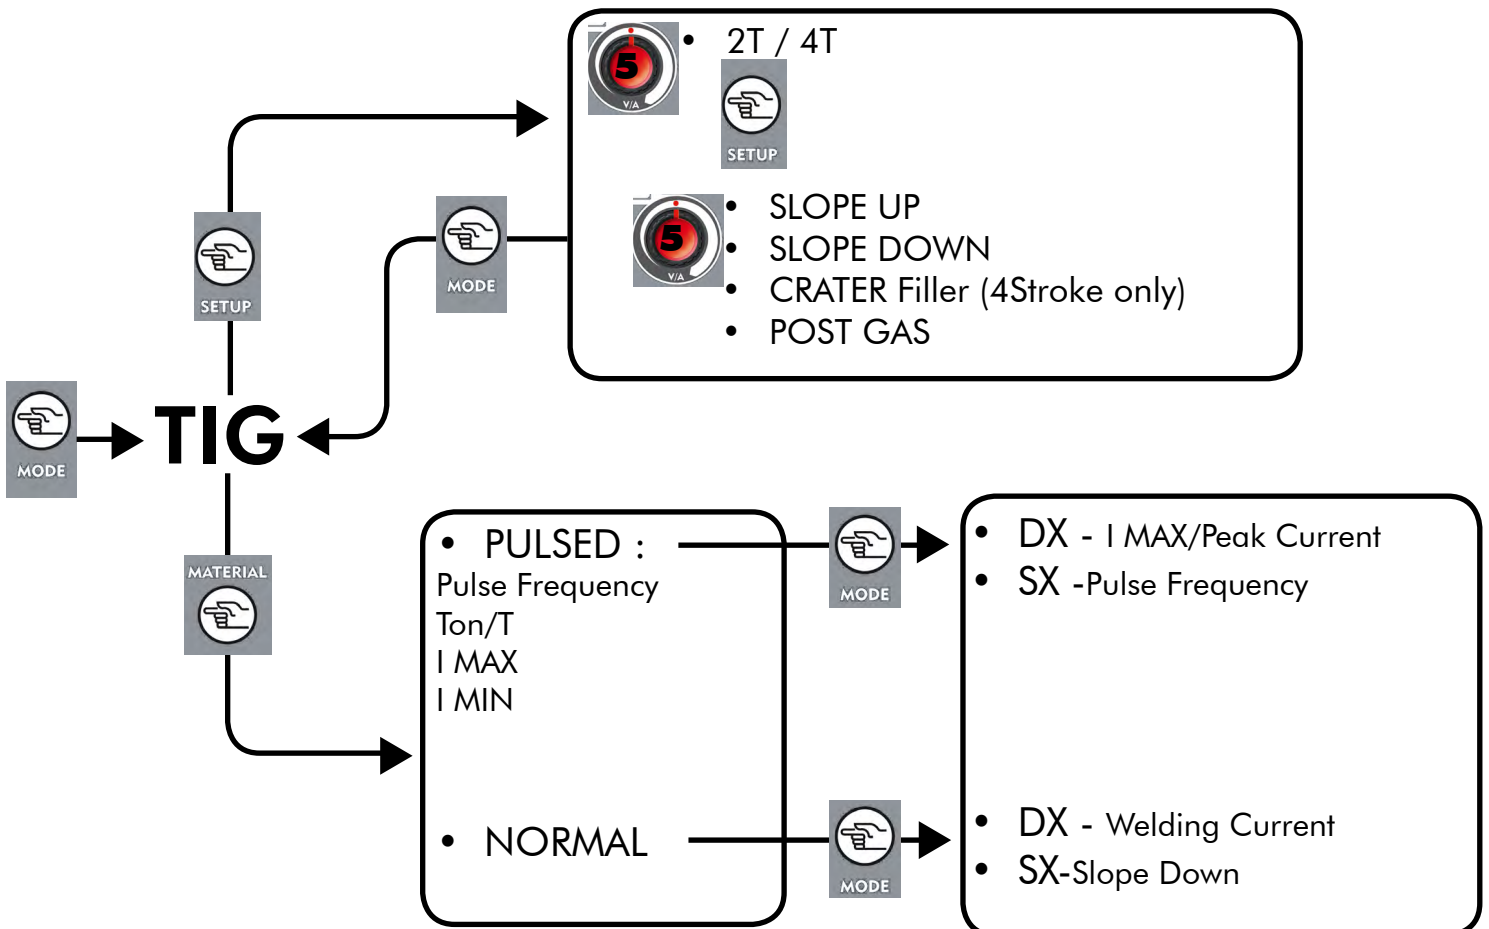 5
V/A
• 2T / 4T
SETUP
5
V/A
• SLOPE UP
• SLOPE DOWN
• CRATER Filler (4Stroke only)
• POST GAS
SETUP
MODE
MODE
TIG
MATERIAL
• PULSED :
Pulse Frequency
Ton/T
I MAX
I MIN
• NORMAL
MODE
• DX - I MAX/Peak Current
• SX -Pulse Frequency
MODE
• DX - Welding Current
• SX-Slope Down